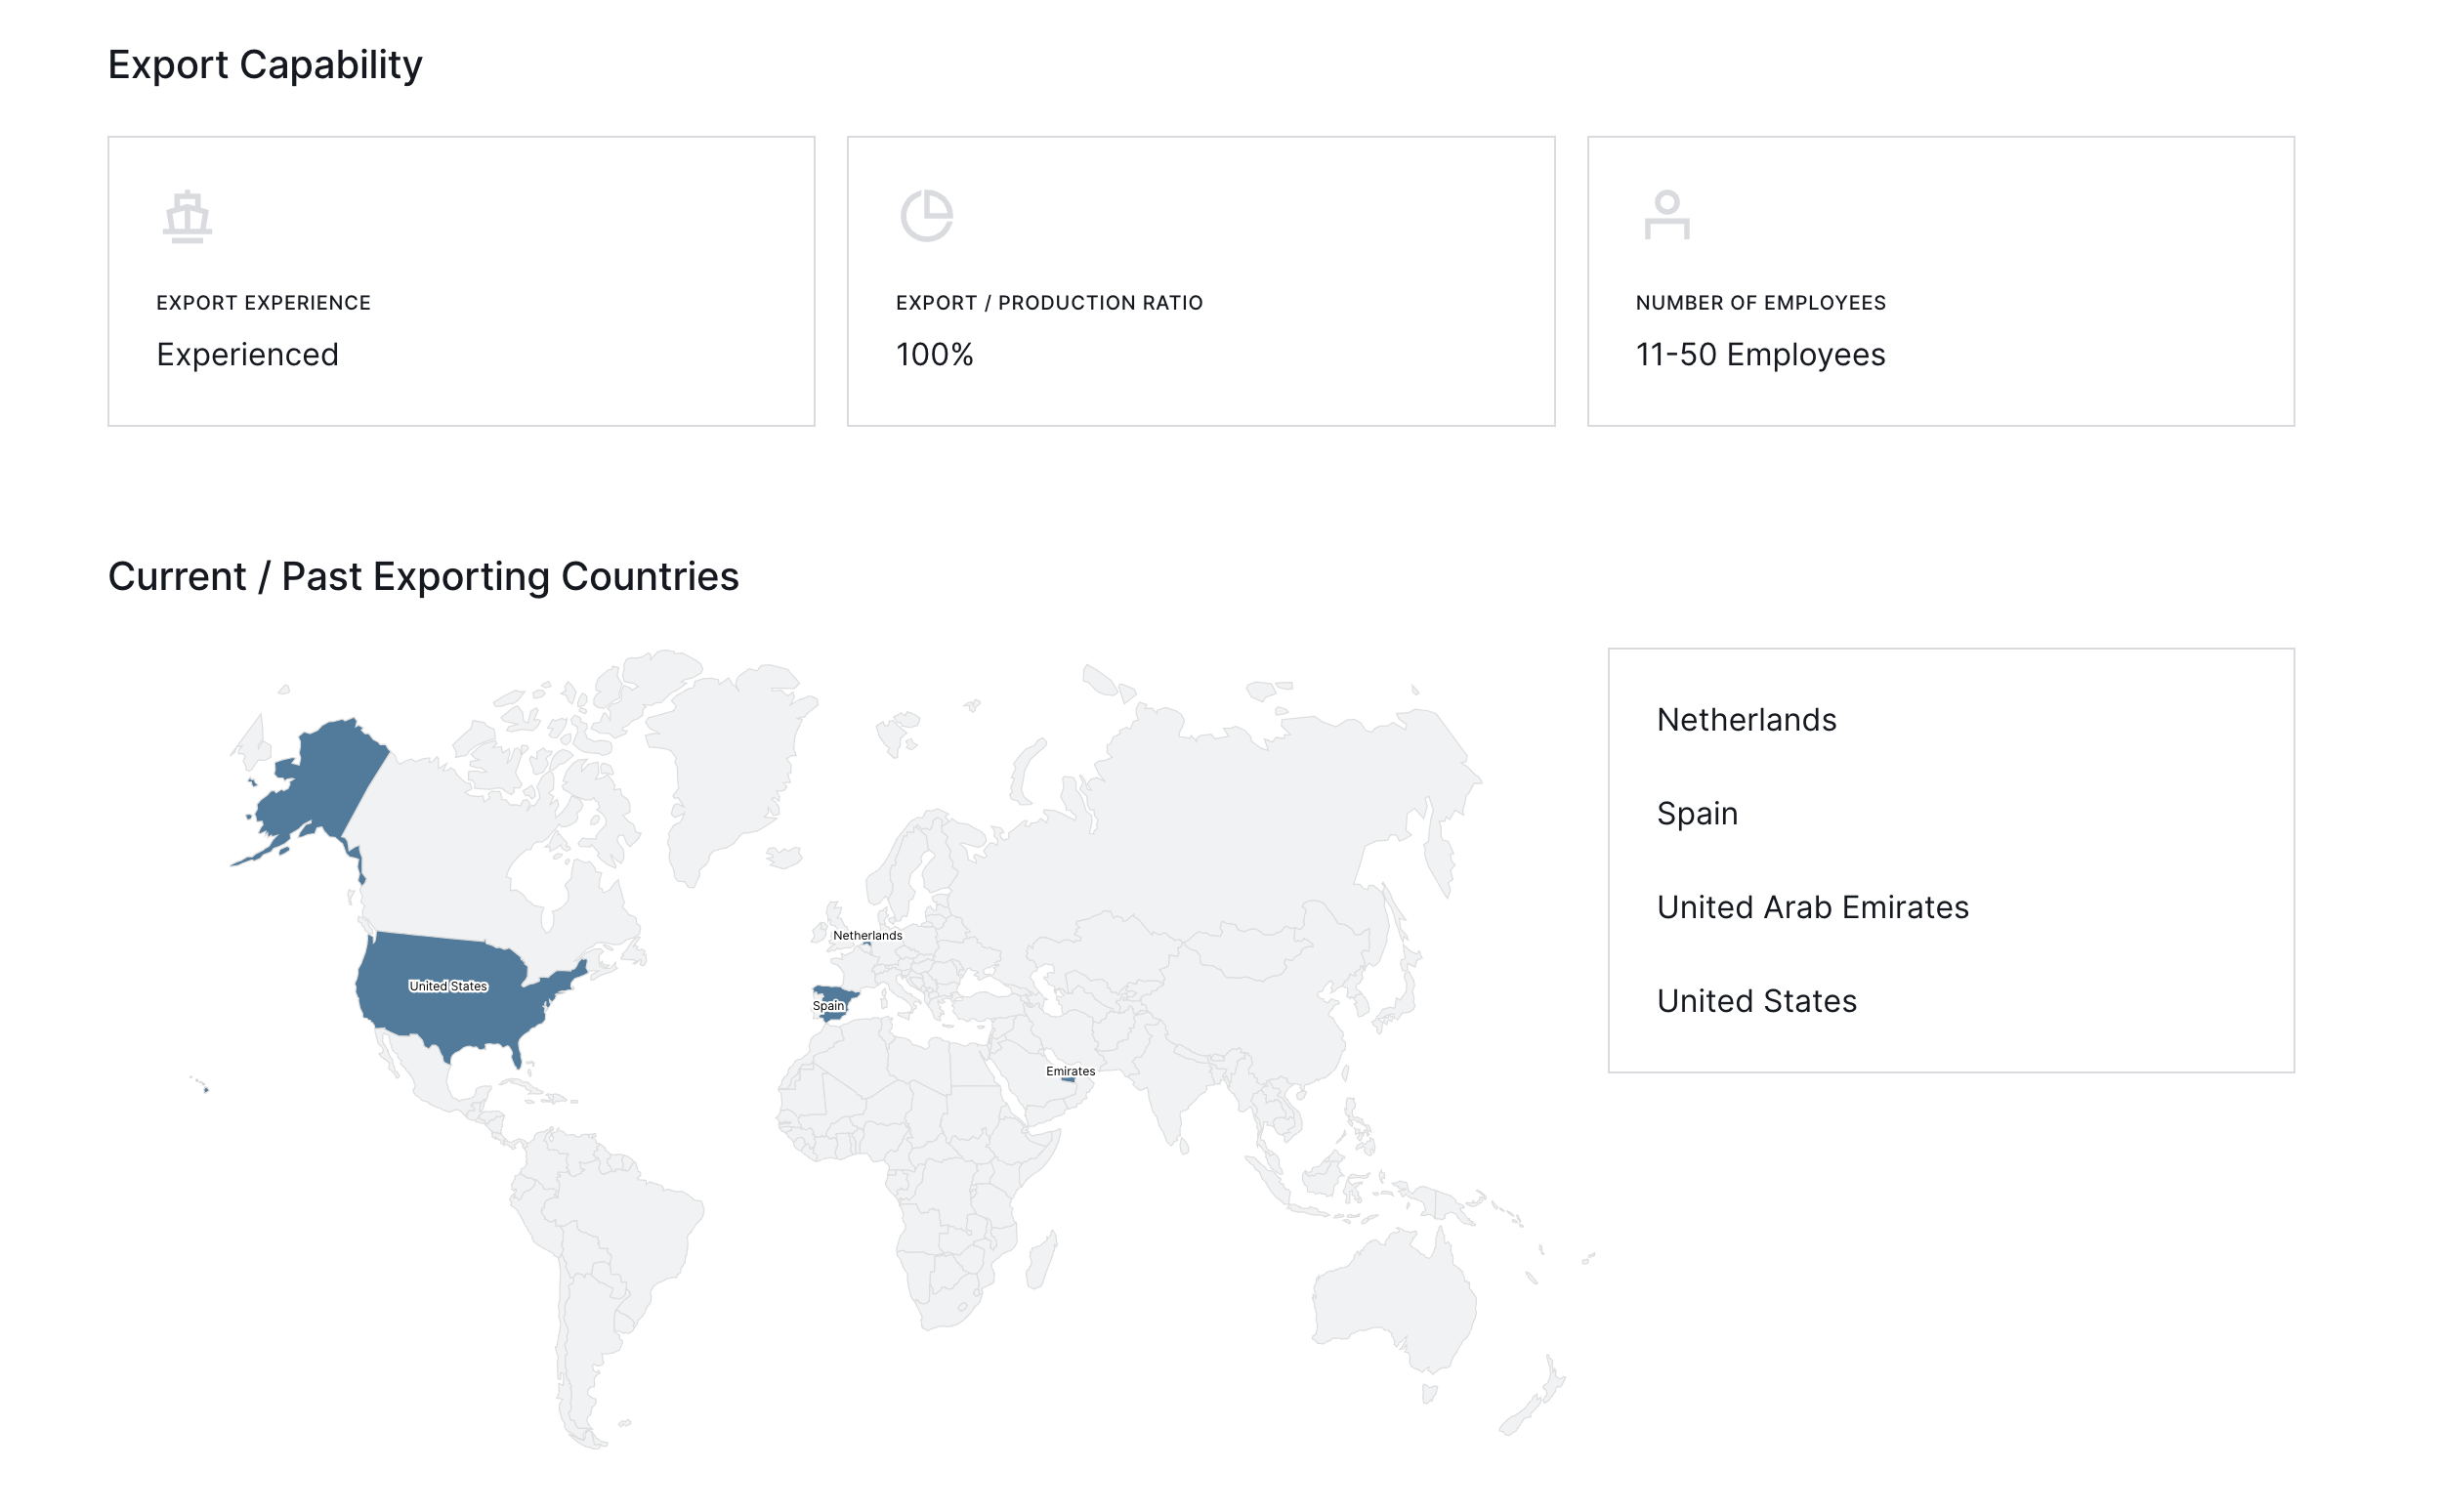 Export Capability
EXPORT EXPERIENCE
Experienced
EXPORT / PRODUCTION RATIO
100%
NUMBER OF EMPLOYEES
11-50 Employees
Current / Past Exporting Countries
Netherlands
United States
Spain
Emirates
Netherlands
Spain
United Arab Emirates
United States